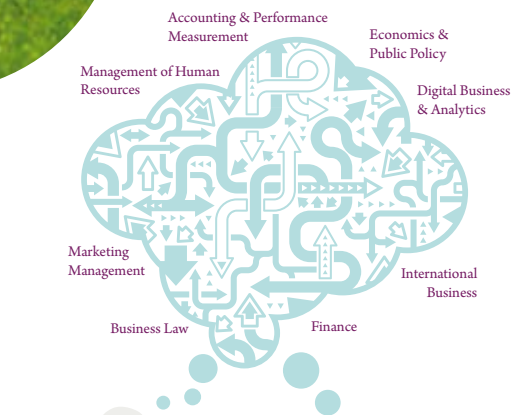 Accounting & Performance
Measurement
Economics &
Public Policy
Management of Human
Resources
Digital Business
& Analytics
Marketing
Management
International
Business
Business Law
Finance